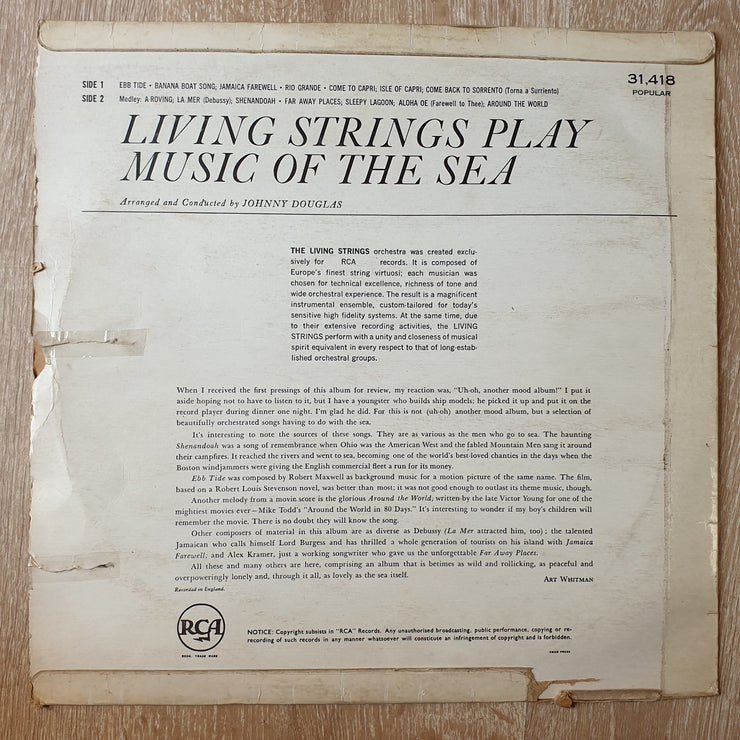 31,418
POPULAR
SIDE 1 EBB TIDE • BANANA BOAT SONG; JAMAICA FAREWELL • RIO GRANDE • COME TO CAPRI; ISLE OF CAPRI; COME BACK TO SORRENTO (Torna a Surriento)
SIDE 2 Medley: A-ROVING; LA MER (Debussy); SHENANDOAH • FAR AWAY PLACES; SLEEPY LAGOON; ALOHA OE (Farewell to Thee); AROUND THE WORLD
LIVING STRINGS PLAY
MUSIC OF THE SEA
Arranged and Conducted by JOHNNY DOUGLAS
THE LIVING STRINGS orchestra was created exclu-
sively for RCA records. It is composed of
Europe's finest string virtuosi; each musician was
chosen for technical excellence, richness of tone and
wide orchestral experience. The result is a magnificent
instrumental ensemble, custom-tailored for today's
sensitive high fidelity systems. At the same time, due
to their extensive recording activities, the LIVING
STRINGS perform with a unity and closeness of musical
spirit equivalent in every respect to that of long-estab-
lished orchestral groups.
When I received the first pressings of this album for review, my reaction was, "Uh-oh, another mood album!" I put it
aside hoping not to have to listen to it, but I have a youngster who builds ship models; he picked it up and put it on the
record player during dinner one night. I'm glad he did. For this is not (uh-oh) another mood album, but a selection of
beautifully orchestrated songs having to do with the sea.
It's interesting to note the sources of these songs. They are as various as the men who go to sea. The haunting
Shenandoah was a song of remembrance when Ohio was the American West and the fabled Mountain Men sang it around
their campfires. It reached the rivers and went to sea, becoming one of the world's best-loved chanties in the days when the
Boston windjammers were giving the English commercial fleet a run for its money.
Ebb Tide was composed by Robert Maxwell as background music for a motion picture of the same name. The film,
based on a Robert Louis Stevenson novel, was better than most; it was not good enough to outlast its theme music, though.
Another melody from a movie score is the glorious Around the World, written by the late Victor Young for one of the
mightiest movies ever—Mike Todd's "Around the World in 80 Days." It's interesting to wonder if my boy's children will
remember the movie. There is no doubt they will know the song.
Other composers of material in this album are as diverse as Debussy (La Mer attracted him, too); the talented
Jamaican who calls himself Lord Burgess and has thrilled a whole generation of tourists on his island with Jamaica
Farewell; and Alex Kramer, just a working songwriter who gave us the unforgettable Far Away Places.
All these and many others are here, comprising an album that is betimes as wild and rollicking, as peaceful and
overpoweringly lonely and, through it all, as lovely as the sea itself. ART WHITMAN
Recorded in England.
RCA
REGD. TRADE MARK
NOTICE: Copyright subsists in "RCA" Records. Any unauthorised broadcasting, public performance, copying or re-
recording of such records in any manner whatsoever will constitute an infringement of copyright and is forbidden.